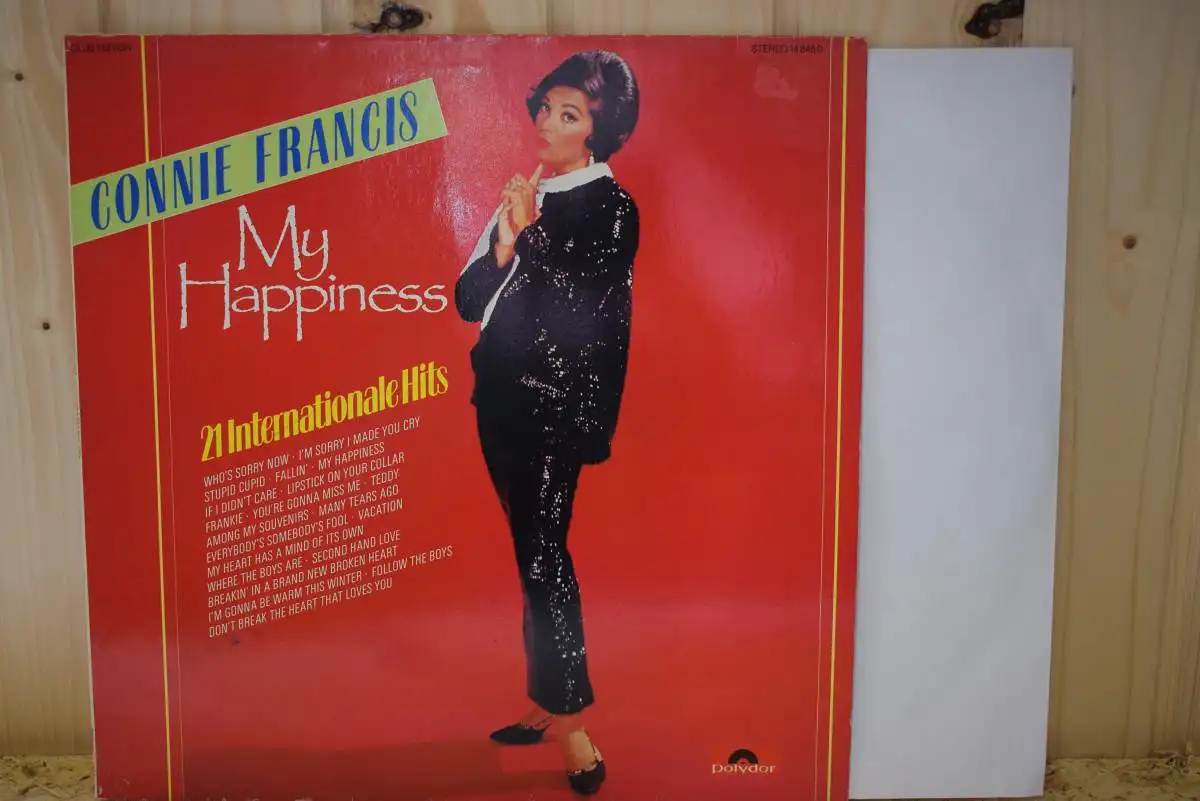 CLUB EDITION
STEREO
CONNIE FRANCIS
My
Happiness
21 Internationale Hits
WHO'S SORRY NOW · I'M SORRY I MADE YOU CRY
STUPID CUPID · FALLIN' · MY HAPPINESS
IF I DIDN'T CARE · LIPSTICK ON YOUR COLLAR
FRANKIE · YOU'RE GONNA MISS ME · TEDDY
AMONG MY SOUVENIRS · MANY TEARS AGO
EVERYBODY'S SOMEBODY'S FOOL · VACATION
MY HEART HAS A MIND OF ITS OWN
WHERE THE BOYS ARE · SECOND HAND LOVE
BREAKIN' IN A BRAND NEW BROKEN HEART
I'M GONNA BE WARM THIS WINTER · FOLLOW THE BOYS
DON'T BREAK THE HEART THAT LOVES YOU
polydor